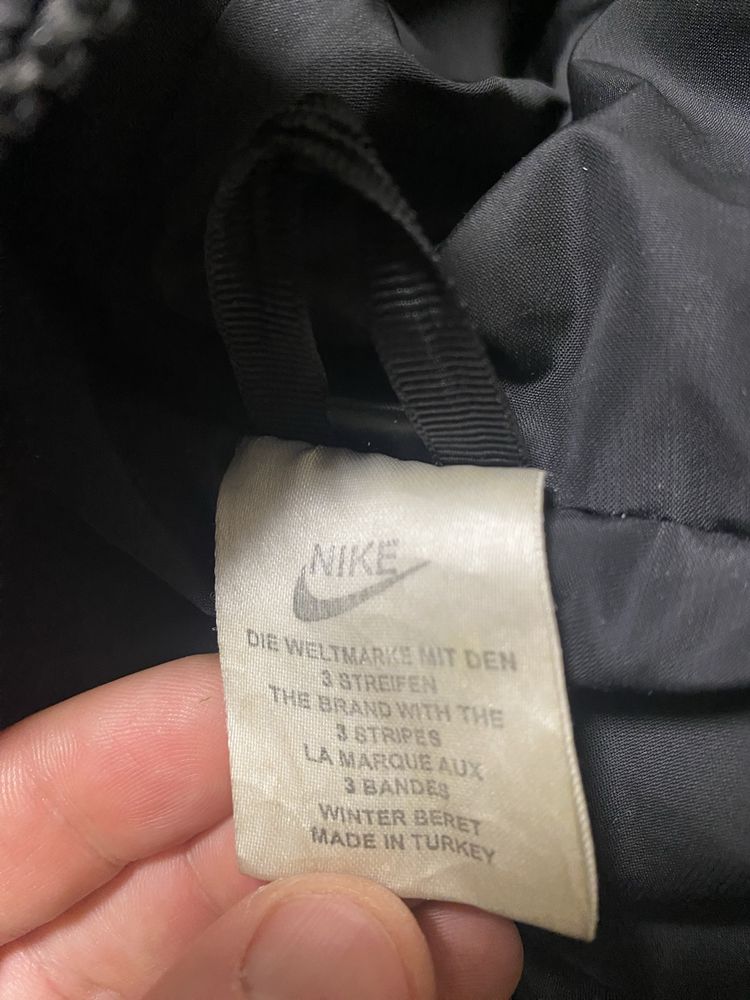 NIKE
DIE WELTMARKE MIT DEN
3 STREIFEN
THE BRAND WITH THE
3 STRIPES
LA MARQUE AUX
3 BANDES
WINTER BERET
MADE IN TURKEY